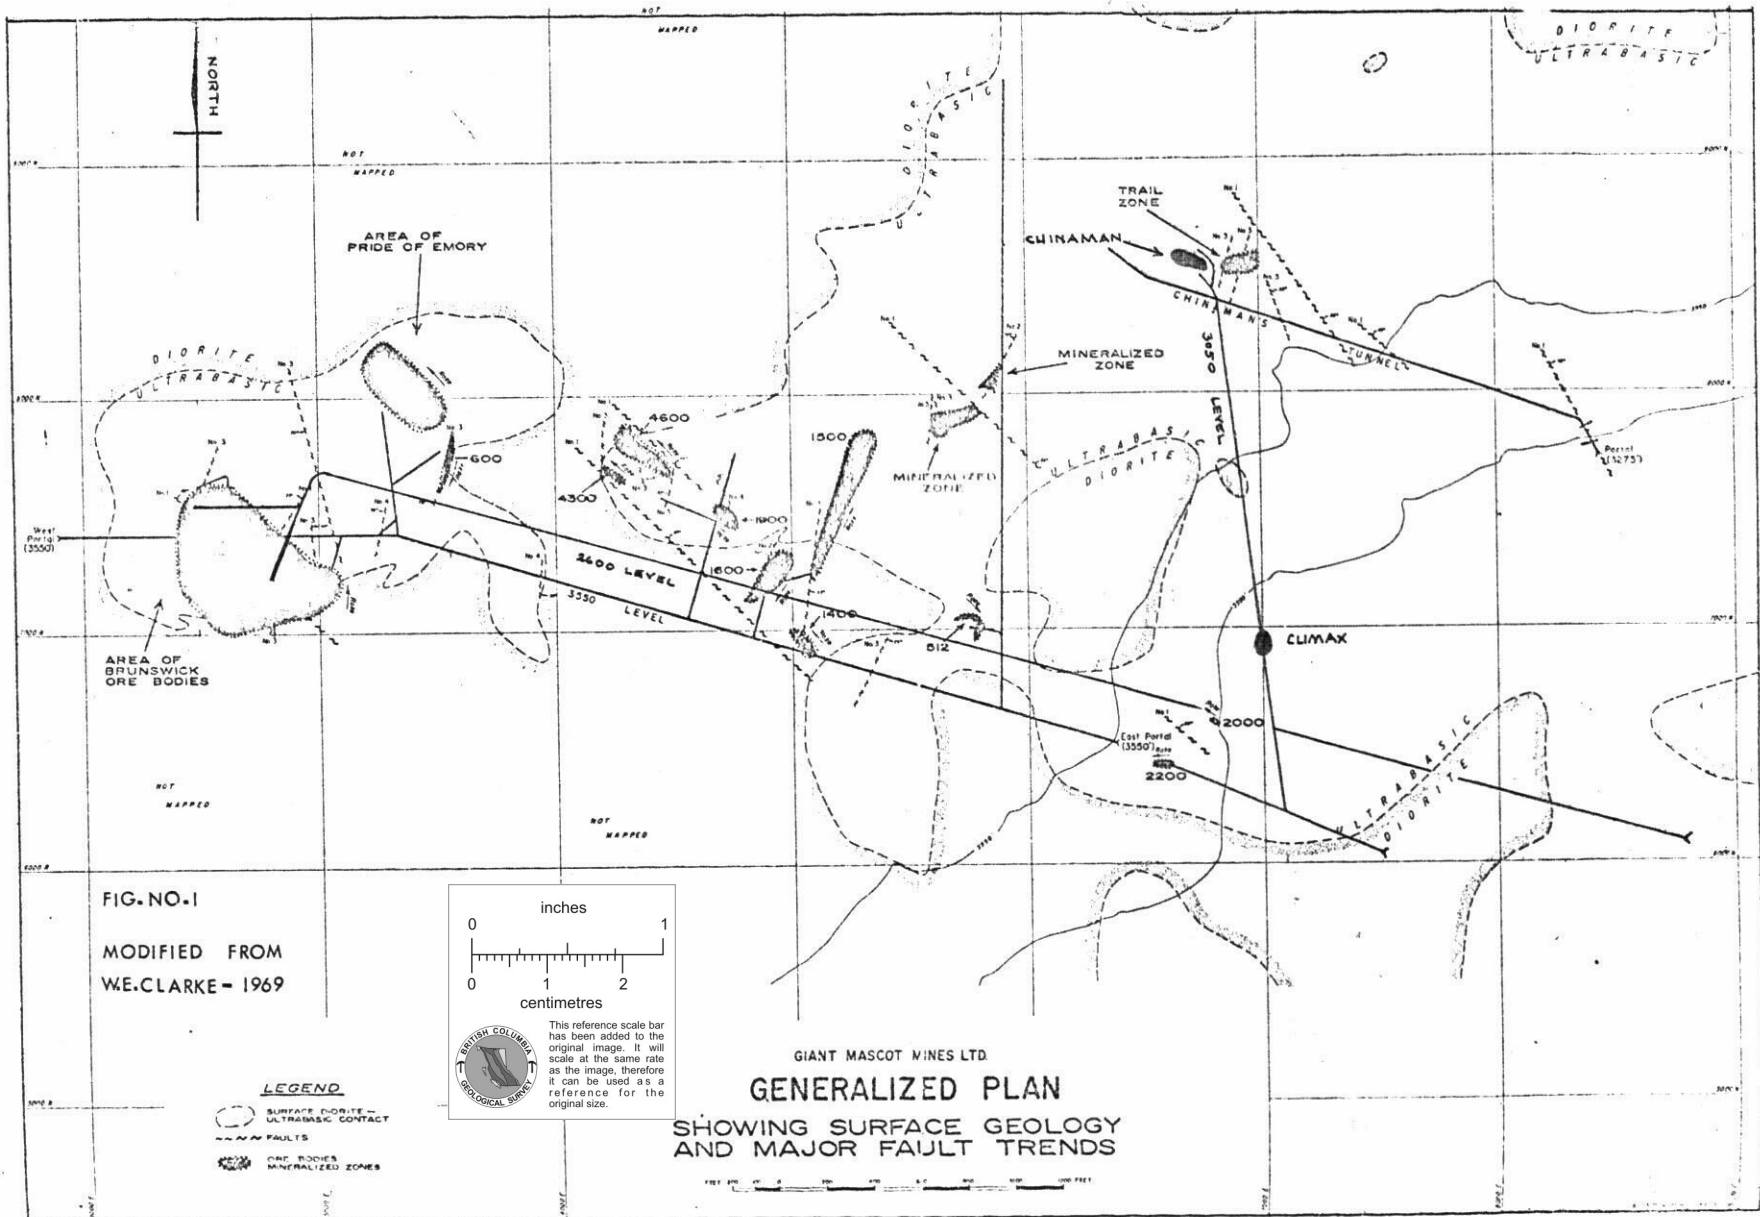 NOT
MAPPED
DIORITE
ULTRABASIC
NORTH
DIORITE
ULTRABASIC
NOT
MAPPED
TRAIL
ZONE
CHINAMAN
AREA OF
PRIDE OF EMORY
CHINIMAN'S
TUNNEL
3050 LEVEL
MINERALIZED
ZONE
DIORITE
ULTRABASIC
4600
1500
600
ULTRABASIC
DIORITE
MINERALIZED
ZONE
4300
1900
Portal
(3275')
West
Portal
(3550')
2600 LEVEL
1600
3550 LEVEL
1400
512
CLIMAX
AREA OF
BRUNSWICK
ORE BODIES
2000
East Portal
(3550')
2200
ULTRABASIC
DIORITE
NOT
MAPPED
NOT
MAPPED
FIG. NO. 1
MODIFIED FROM
W.E. CLARKE - 1969
inches
0 1
0 1 2
centimetres
BRITISH COLUMBIA
GEOLOGICAL SURVEY
This reference scale bar
has been added to the
original image. It will
scale at the same rate
as the image, therefore
it can be used as a
reference for the
original size.
GIANT MASCOT MINES LTD.
GENERALIZED PLAN
SHOWING SURFACE GEOLOGY
AND MAJOR FAULT TRENDS
LEGEND
SURFACE DIORITE -
ULTRABASIC CONTACT
FAULTS
ORE BODIES
MINERALIZED ZONES